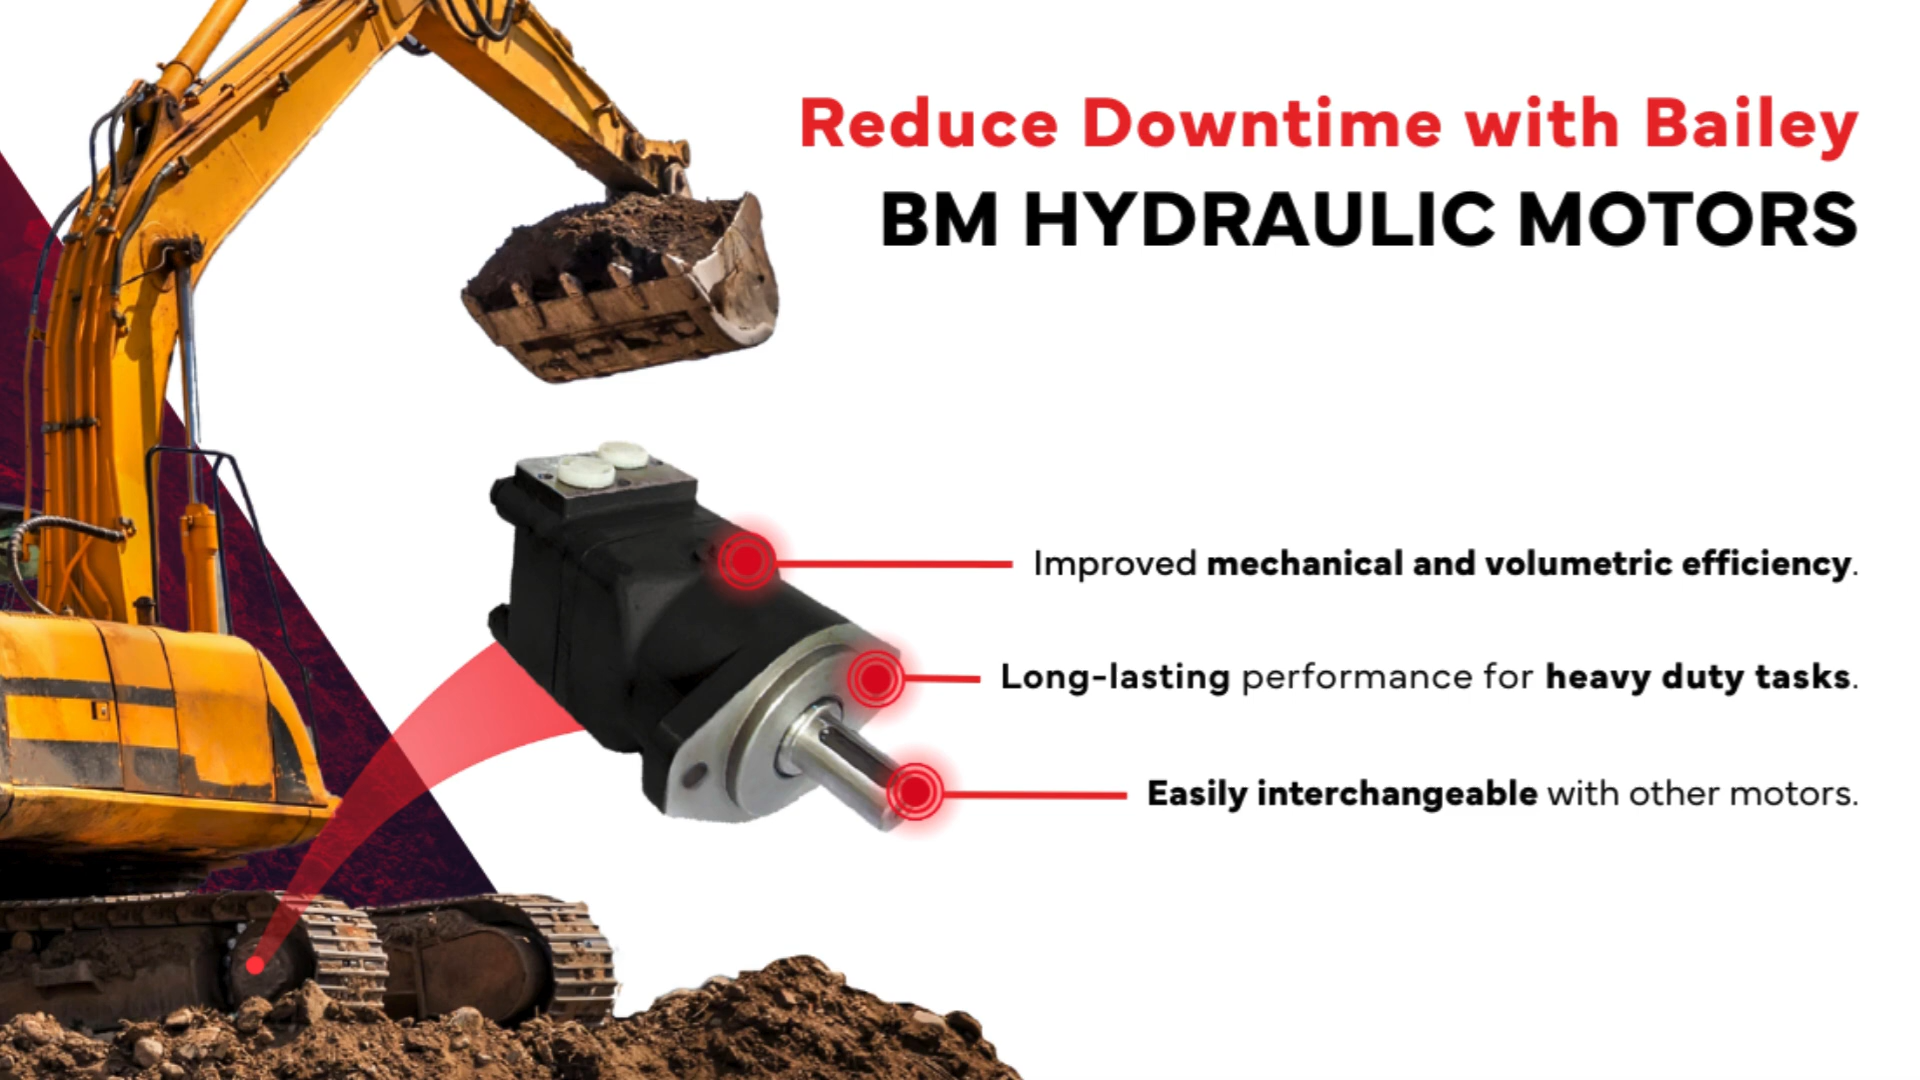 Reduce Downtime with Bailey
BM HYDRAULIC MOTORS
Improved mechanical and volumetric efficiency.
Long-lasting performance for heavy duty tasks.
Easily interchangeable with other motors.